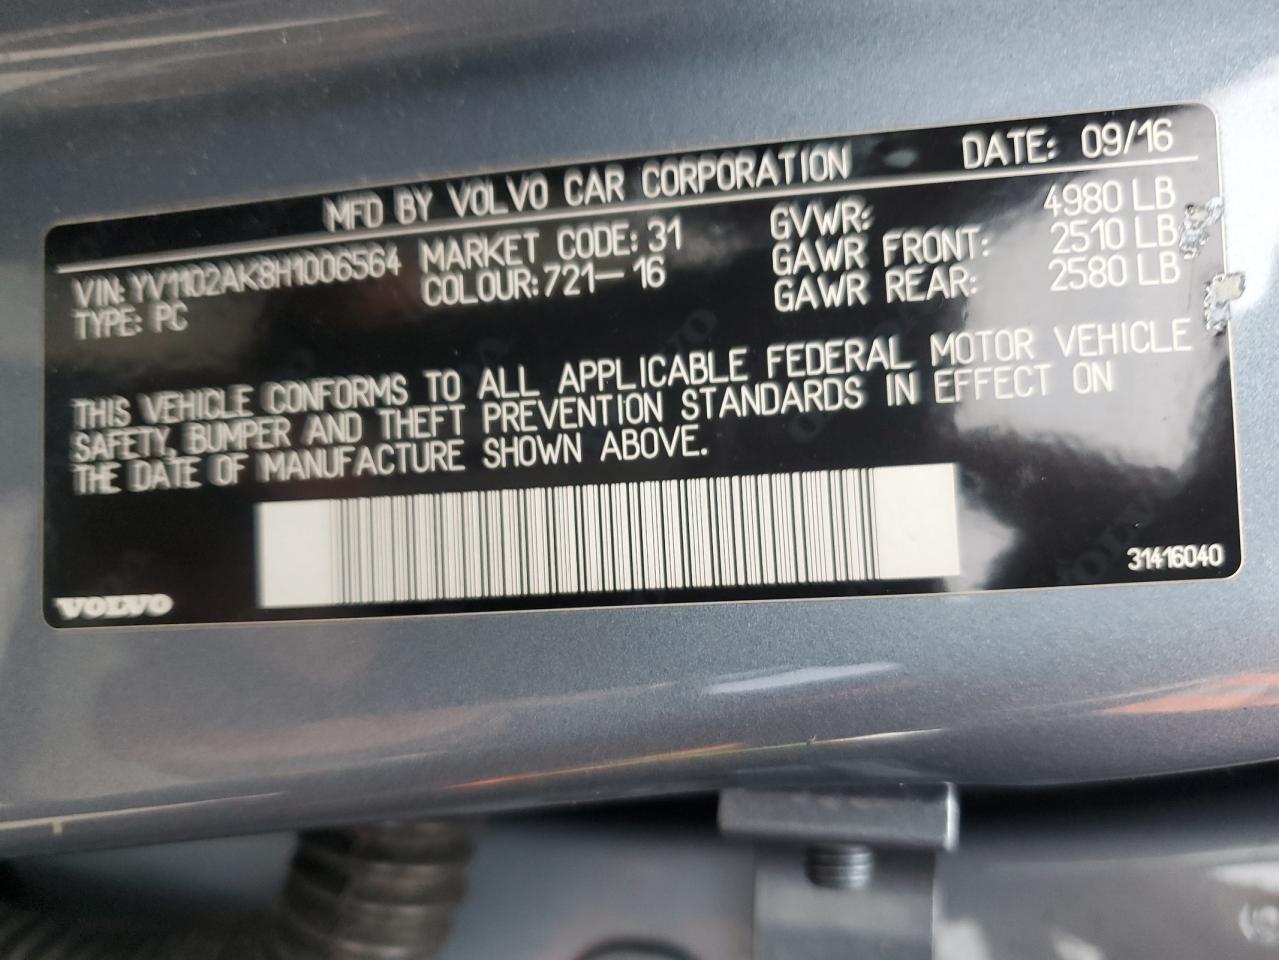 MFD BY VOLVO CAR CORPORATION DATE: 09/16
VIN: YV1102AK8H1006564 MARKET CODE: 31 GVWR: 4980 LB
TYPE: PC COLOUR: 721-16 GAWR FRONT: 2510 LB
GAWR REAR: 2580 LB
THIS VEHICLE CONFORMS TO ALL APPLICABLE FEDERAL MOTOR VEHICLE
SAFETY, BUMPER AND THEFT PREVENTION STANDARDS IN EFFECT ON
THE DATE OF MANUFACTURE SHOWN ABOVE.
VOLVO
31416040